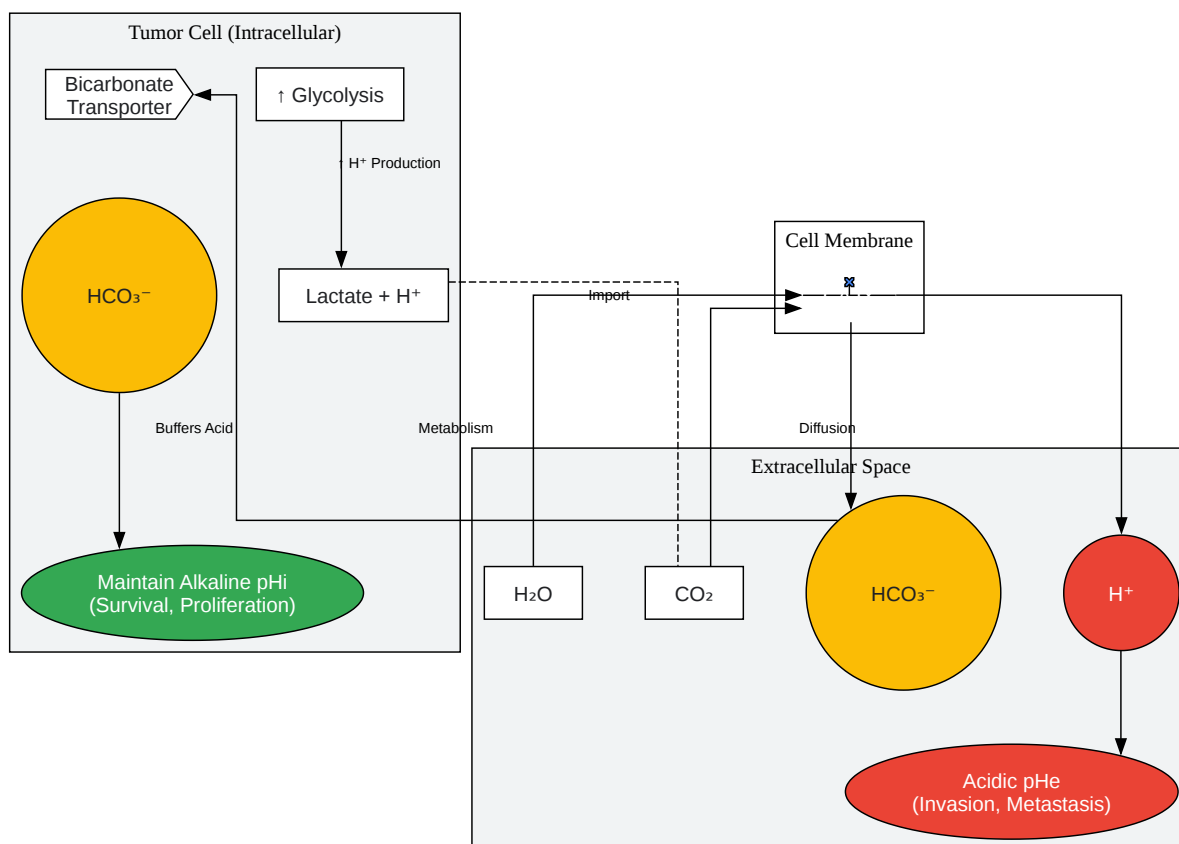 Tumor Cell (Intracellular)
Bicarbonate
Transporter
↑ Glycolysis
↑ H⁺ Production
HCO₃⁻
Lactate + H⁺
Cell Membrane
Import
Buffers Acid
Metabolism
Diffusion
Extracellular Space
Maintain Alkaline pHi
(Survival, Proliferation)
H₂O
CO₂
HCO₃⁻
H⁺
Acidic pHe
(Invasion, Metastasis)